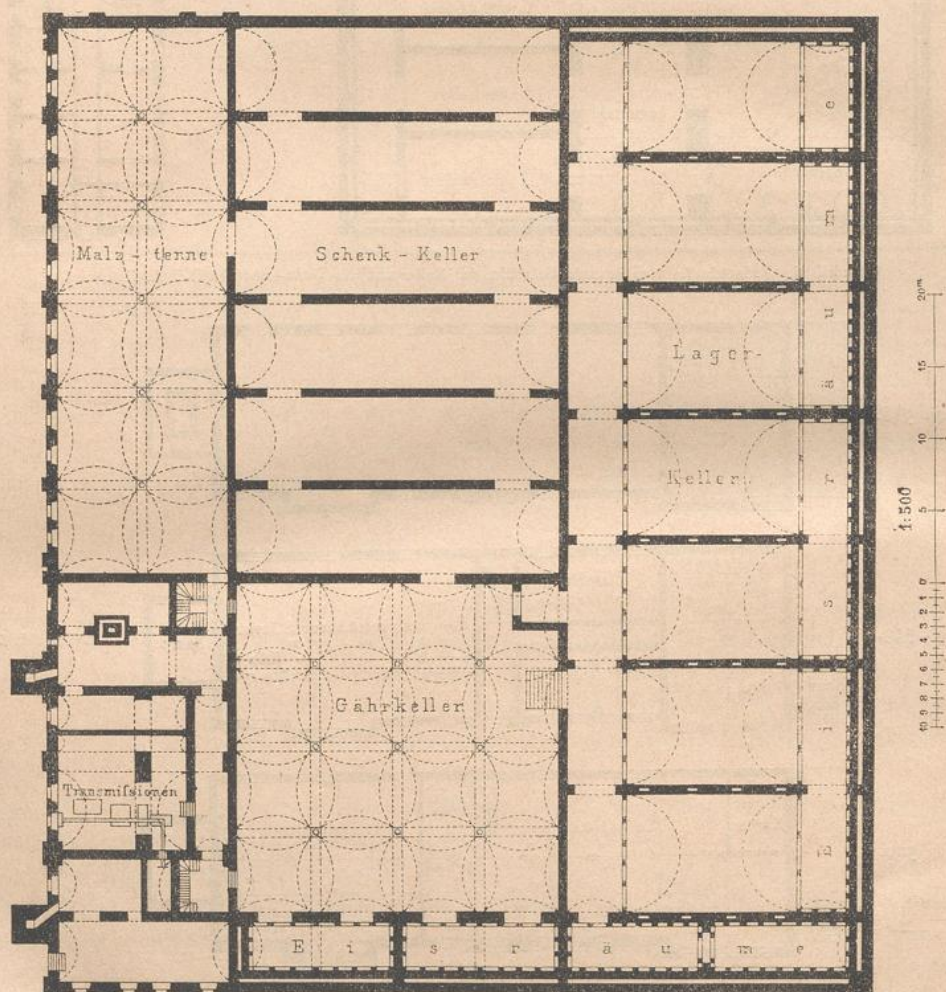 Malz - tenne
Schenk - Keller
Lager-
Keller
Gährkeller
Transmiſsionen
Eisräume
Eisräume
20m
15
10
5
0
1
2
3
4
5
6
7
8
9
10
1:500